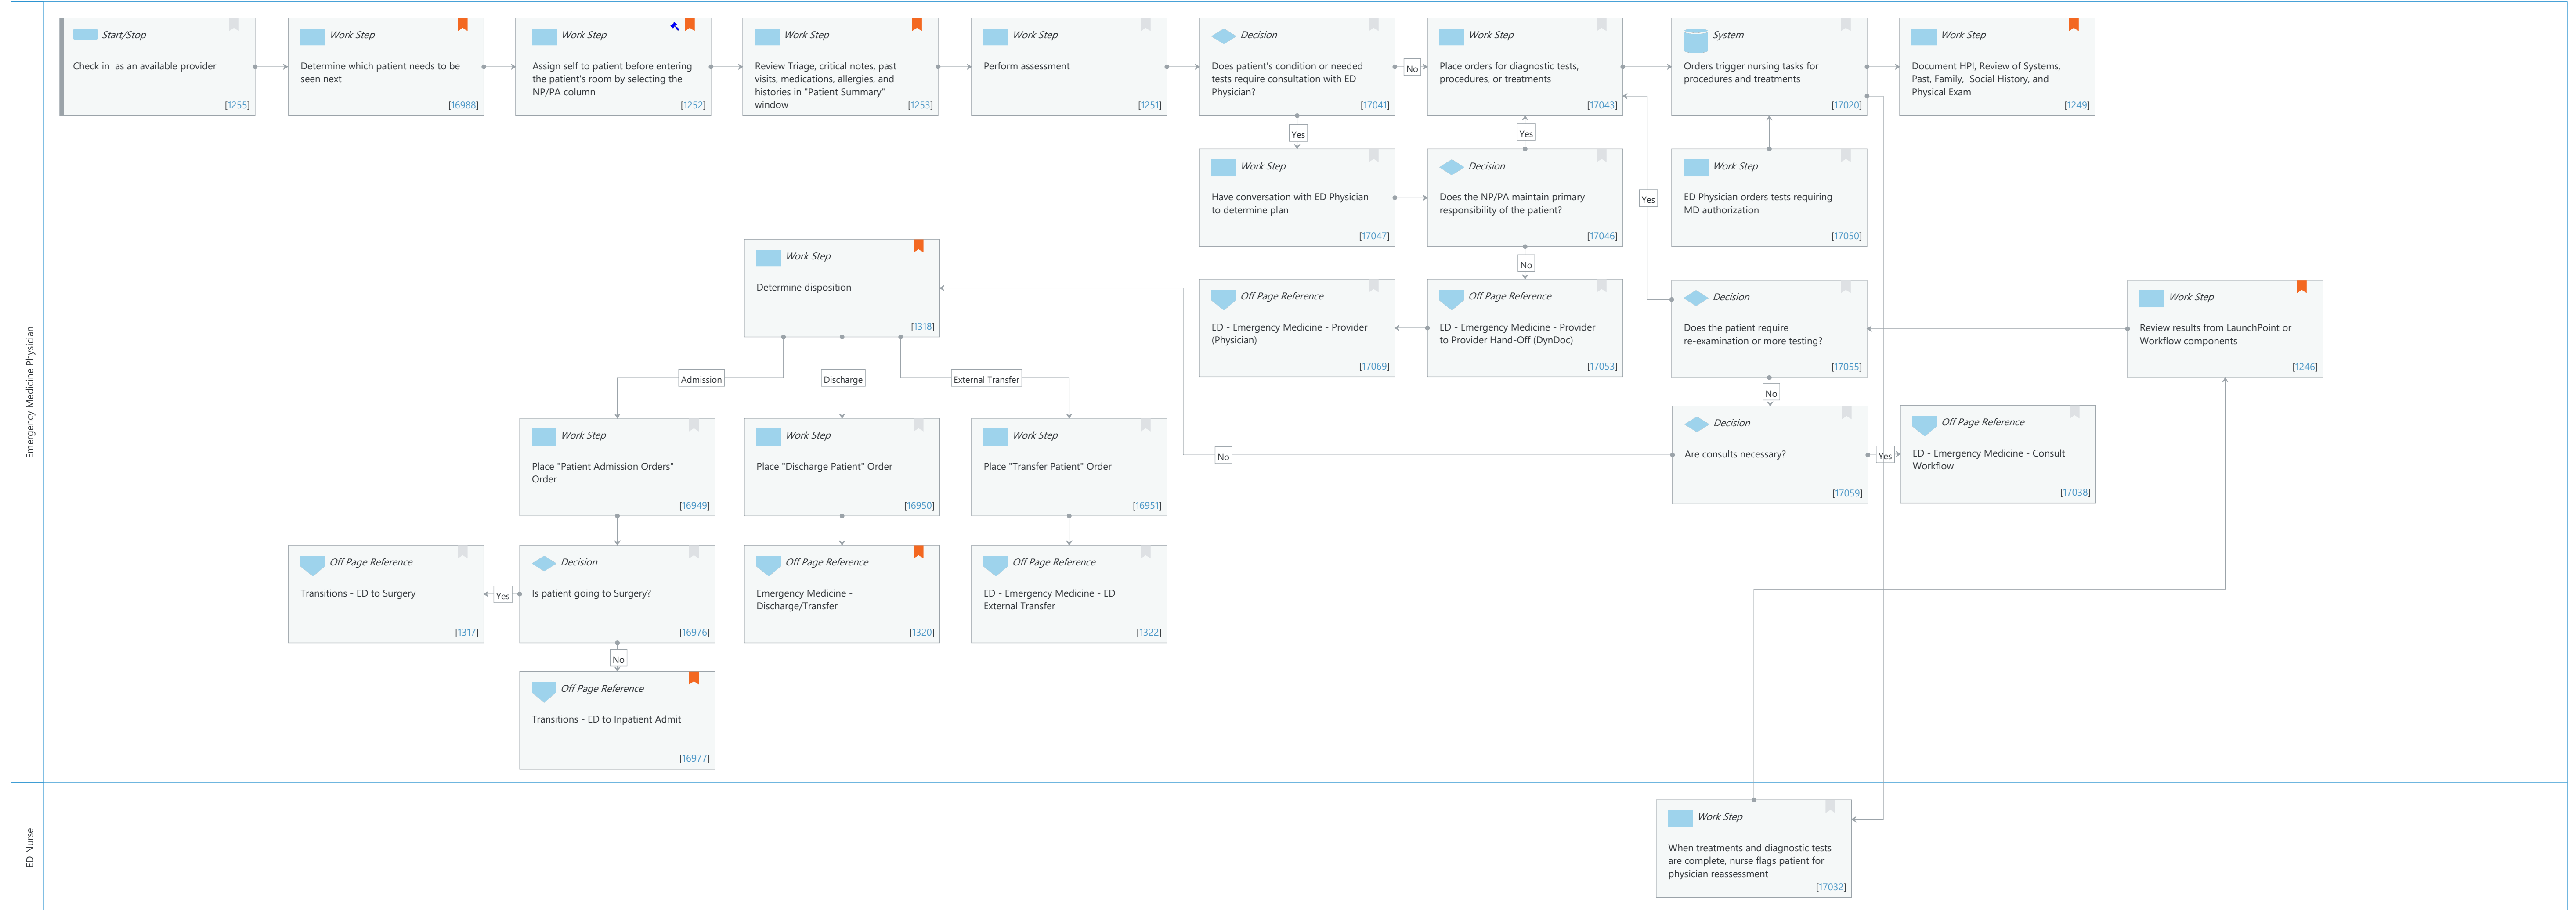 Emergency Medicine Physician
Start/Stop
Check in  as an available provider
[1255]
Work Step
Determine which patient needs to be
seen next
[16988]
Work Step
Assign self to patient before entering
the patient's room by selecting the
NP/PA column
[1252]
Work Step
Review Triage, critical notes, past
visits, medications, allergies, and
histories in "Patient Summary"
window
[1253]
Work Step
Perform assessment
[1251]
Decision
Does patient's condition or needed
tests require consultation with ED
Physician?
[17041]
No
Work Step
Place orders for diagnostic tests,
procedures, or treatments
[17043]
System
Orders trigger nursing tasks for
procedures and treatments
[17020]
Work Step
Document HPI, Review of Systems,
Past, Family,  Social History, and
Physical Exam
[1249]
Yes
Yes
Work Step
Have conversation with ED Physician
to determine plan
[17047]
Decision
Does the NP/PA maintain primary
responsibility of the patient?
[17046]
Yes
Work Step
ED Physician orders tests requiring
MD authorization
[17050]
No
Work Step
Determine disposition
[1318]
Off Page Reference
ED - Emergency Medicine - Provider
(Physician)
[17069]
Off Page Reference
ED - Emergency Medicine - Provider
to Provider Hand-Off (DynDoc)
[17053]
Decision
Does the patient require
re-examination or more testing?
[17055]
Work Step
Review results from LaunchPoint or
Workflow components
[1246]
Admission
Discharge
External Transfer
No
Work Step
Place "Patient Admission Orders"
Order
[16949]
Work Step
Place "Discharge Patient" Order
[16950]
Work Step
Place "Transfer Patient" Order
[16951]
No
Decision
Are consults necessary?
[17059]
Yes
Off Page Reference
ED - Emergency Medicine - Consult
Workflow
[17038]
Off Page Reference
Transitions - ED to Surgery
[1317]
Yes
Decision
Is patient going to Surgery?
[16976]
Off Page Reference
Emergency Medicine -
Discharge/Transfer
[1320]
Off Page Reference
ED - Emergency Medicine - ED
External Transfer
[1322]
No
Off Page Reference
Transitions - ED to Inpatient Admit
[16977]
ED Nurse
Work Step
When treatments and diagnostic tests
are complete, nurse flags patient for
physician reassessment
[17032]